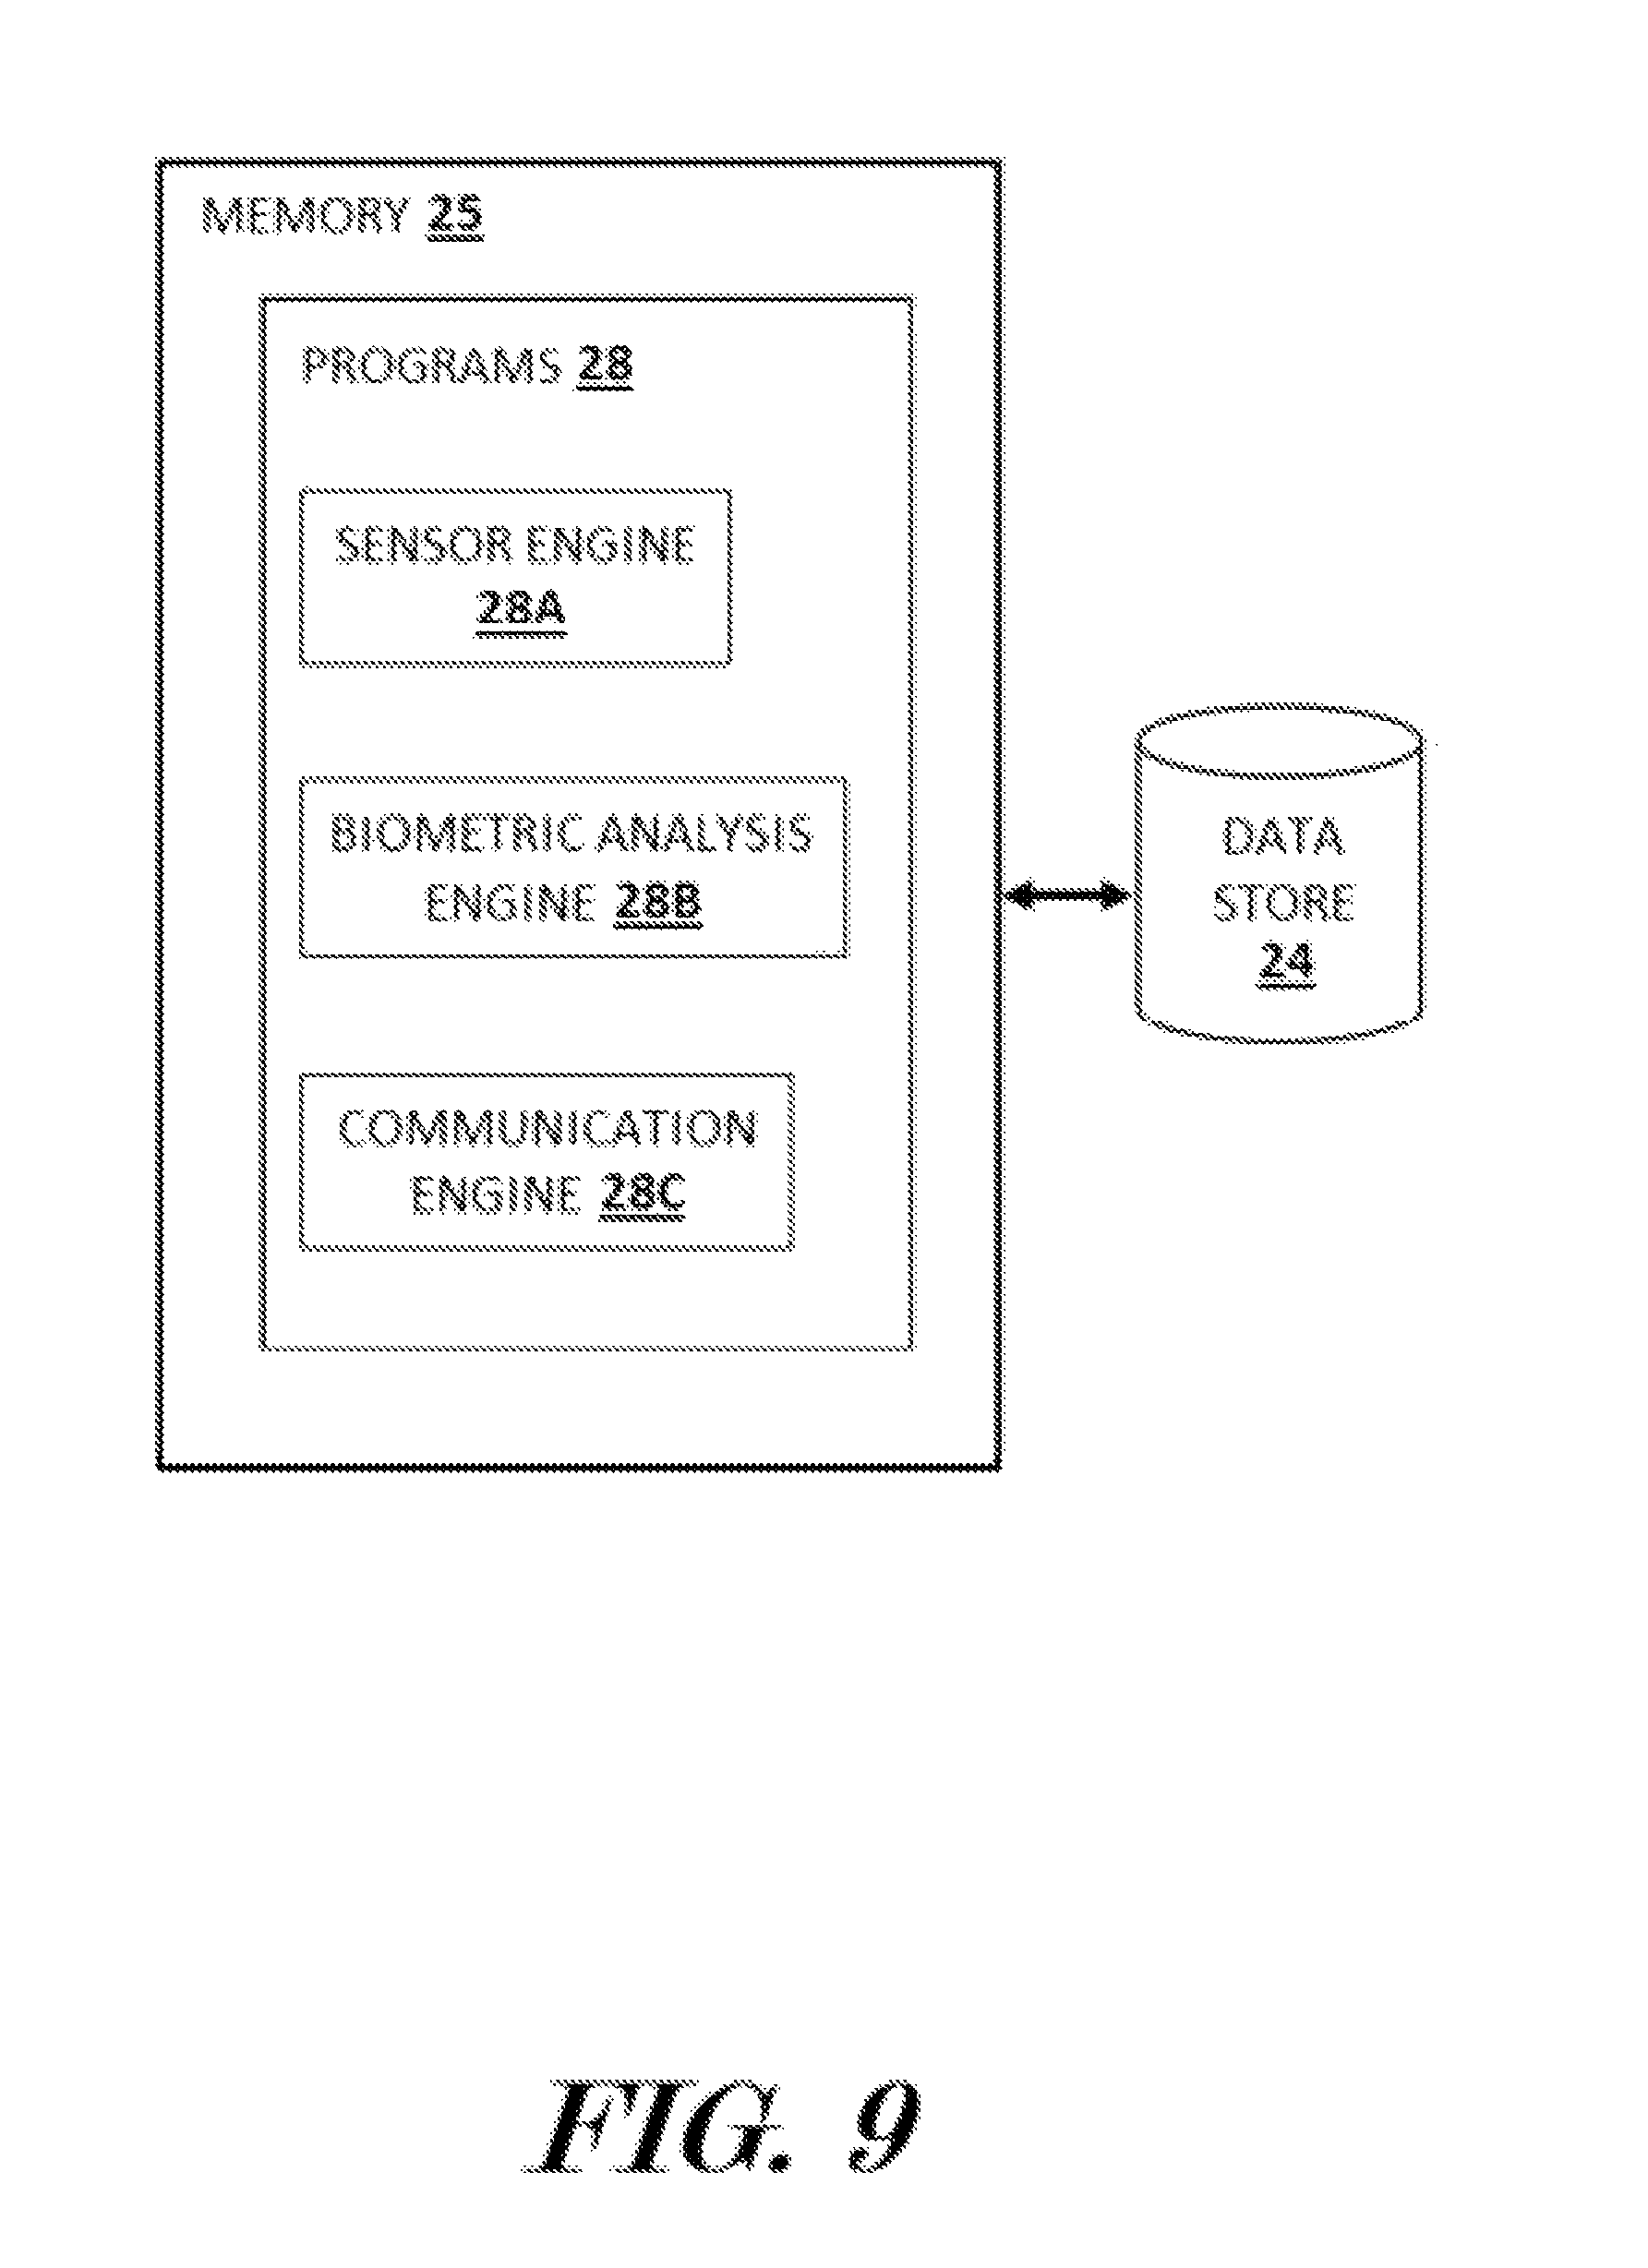 MEMORY 25
PROGRAMS 28
SENSOR ENGINE
28A
BIOMETRIC ANALYSIS
ENGINE 28B
COMMUNICATION
ENGINE 28C
DATA
STORE
24
FIG. 9